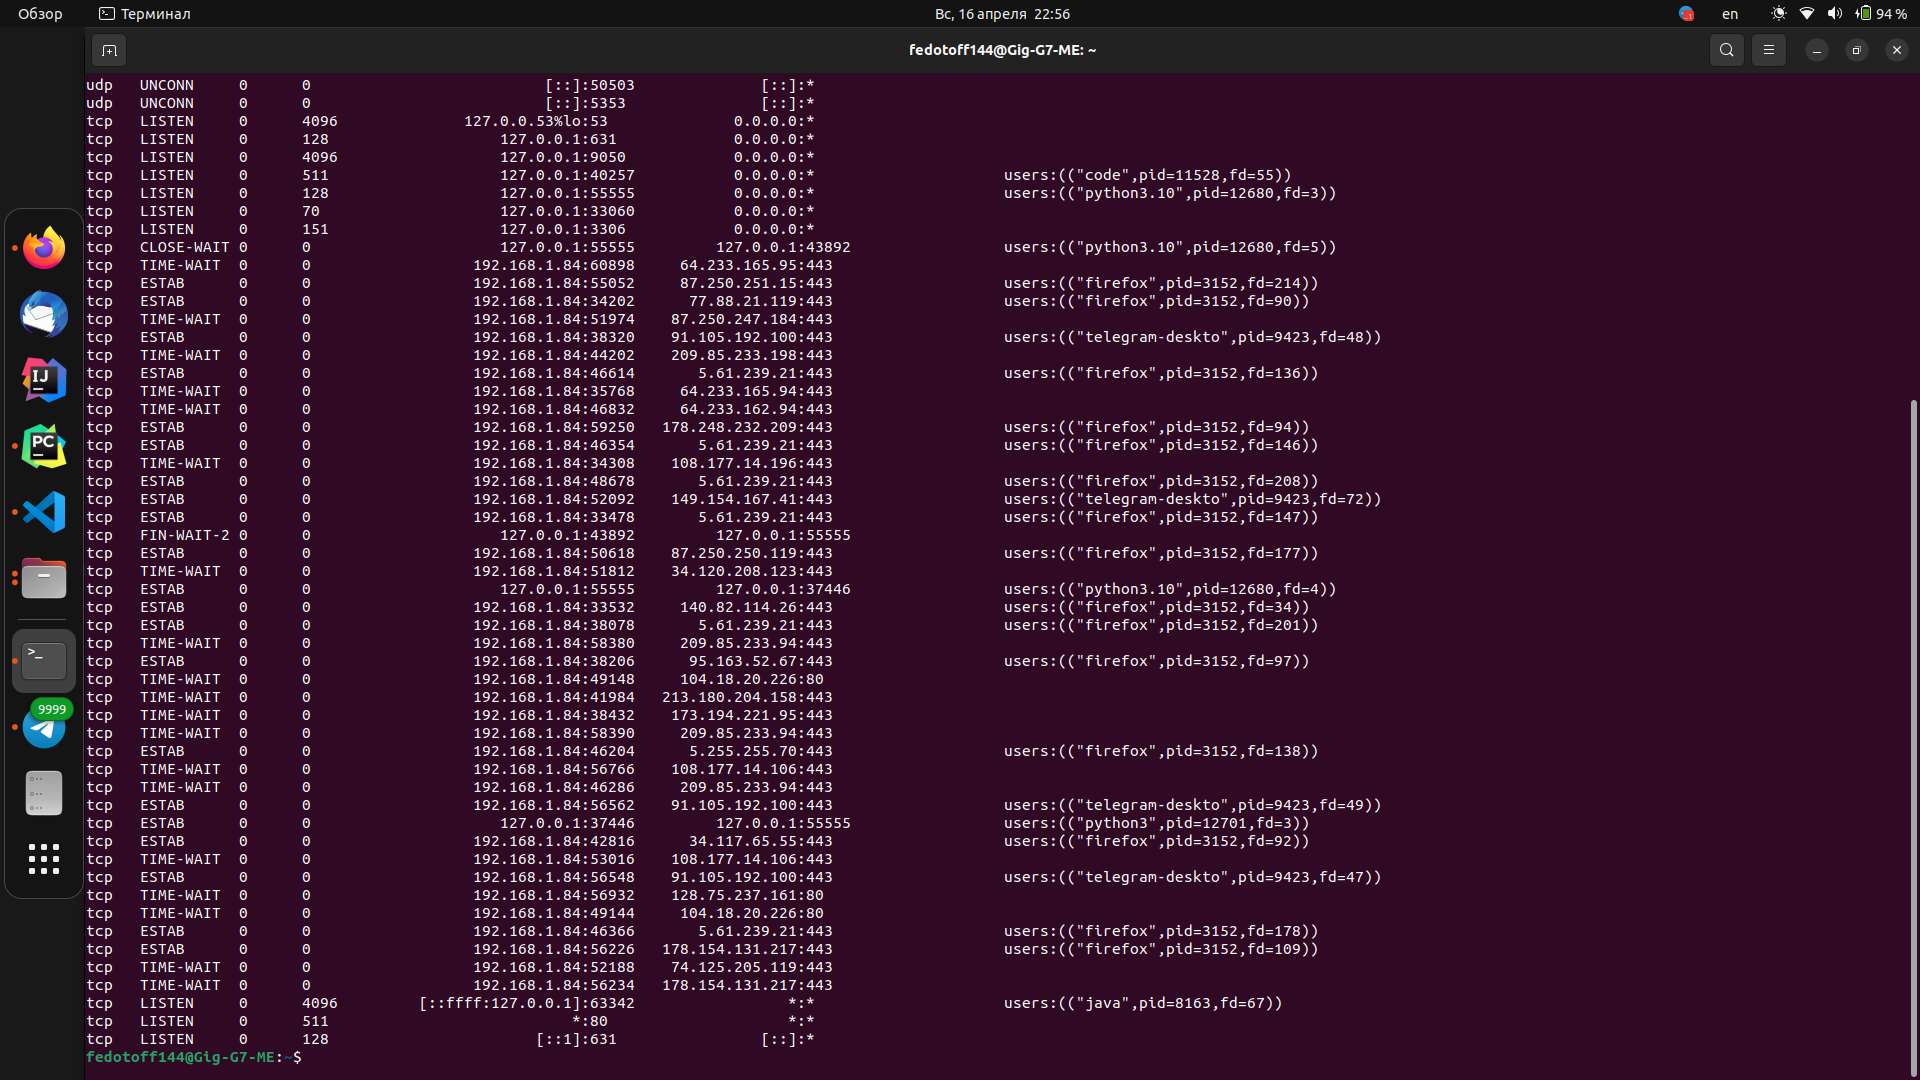 Обзор Терминал Вс, 16 апреля 22:56 en 94 %
fedotoff144@Gig-G7-ME: ~
udp UNCONN 0 0 [::]:50503 [::]:*
udp UNCONN 0 0 [::]:5353 [::]:*
tcp LISTEN 0 4096 127.0.0.53%lo:53 0.0.0.0:*
tcp LISTEN 0 128 127.0.0.1:631 0.0.0.0:*
tcp LISTEN 0 4096 127.0.0.1:9050 0.0.0.0:*
tcp LISTEN 0 511 127.0.0.1:40257 0.0.0.0:* users:(("code",pid=11528,fd=55))
tcp LISTEN 0 128 127.0.0.1:55555 0.0.0.0:* users:(("python3.10",pid=12680,fd=3))
tcp LISTEN 0 70 127.0.0.1:33060 0.0.0.0:*
tcp LISTEN 0 151 127.0.0.1:3306 0.0.0.0:*
tcp CLOSE-WAIT 0 0 127.0.0.1:55555 127.0.0.1:43892 users:(("python3.10",pid=12680,fd=5))
tcp TIME-WAIT 0 0 192.168.1.84:60898 64.233.165.95:443
tcp ESTAB 0 0 192.168.1.84:55052 87.250.251.15:443 users:(("firefox",pid=3152,fd=214))
tcp ESTAB 0 0 192.168.1.84:34202 77.88.21.119:443 users:(("firefox",pid=3152,fd=90))
tcp TIME-WAIT 0 0 192.168.1.84:51974 87.250.247.184:443
tcp ESTAB 0 0 192.168.1.84:38320 91.105.192.100:443 users:(("telegram-deskto",pid=9423,fd=48))
tcp TIME-WAIT 0 0 192.168.1.84:44202 209.85.233.198:443
tcp ESTAB 0 0 192.168.1.84:46614 5.61.239.21:443 users:(("firefox",pid=3152,fd=136))
tcp TIME-WAIT 0 0 192.168.1.84:35768 64.233.165.94:443
tcp TIME-WAIT 0 0 192.168.1.84:46832 64.233.162.94:443
tcp ESTAB 0 0 192.168.1.84:59250 178.248.232.209:443 users:(("firefox",pid=3152,fd=94))
tcp ESTAB 0 0 192.168.1.84:46354 5.61.239.21:443 users:(("firefox",pid=3152,fd=146))
tcp TIME-WAIT 0 0 192.168.1.84:34308 108.177.14.196:443
tcp ESTAB 0 0 192.168.1.84:48678 5.61.239.21:443 users:(("firefox",pid=3152,fd=208))
tcp ESTAB 0 0 192.168.1.84:52092 149.154.167.41:443 users:(("telegram-deskto",pid=9423,fd=72))
tcp ESTAB 0 0 192.168.1.84:33478 5.61.239.21:443 users:(("firefox",pid=3152,fd=147))
tcp FIN-WAIT-2 0 0 127.0.0.1:43892 127.0.0.1:55555
tcp ESTAB 0 0 192.168.1.84:50618 87.250.250.119:443 users:(("firefox",pid=3152,fd=177))
tcp TIME-WAIT 0 0 192.168.1.84:51812 34.120.208.123:443
tcp ESTAB 0 0 127.0.0.1:55555 127.0.0.1:37446 users:(("python3.10",pid=12680,fd=4))
tcp ESTAB 0 0 192.168.1.84:33532 140.82.114.26:443 users:(("firefox",pid=3152,fd=34))
tcp ESTAB 0 0 192.168.1.84:38078 5.61.239.21:443 users:(("firefox",pid=3152,fd=201))
tcp TIME-WAIT 0 0 192.168.1.84:58380 209.85.233.94:443
tcp ESTAB 0 0 192.168.1.84:38206 95.163.52.67:443 users:(("firefox",pid=3152,fd=97))
tcp TIME-WAIT 0 0 192.168.1.84:49148 104.18.20.226:80
tcp TIME-WAIT 0 0 192.168.1.84:41984 213.180.204.158:443
tcp TIME-WAIT 0 0 192.168.1.84:38432 173.194.221.95:443
tcp TIME-WAIT 0 0 192.168.1.84:58390 209.85.233.94:443
tcp ESTAB 0 0 192.168.1.84:46204 5.255.255.70:443 users:(("firefox",pid=3152,fd=138))
tcp TIME-WAIT 0 0 192.168.1.84:56766 108.177.14.106:443
tcp TIME-WAIT 0 0 192.168.1.84:46286 209.85.233.94:443
tcp ESTAB 0 0 192.168.1.84:56562 91.105.192.100:443 users:(("telegram-deskto",pid=9423,fd=49))
tcp ESTAB 0 0 127.0.0.1:37446 127.0.0.1:55555 users:(("python3",pid=12701,fd=3))
tcp ESTAB 0 0 192.168.1.84:42816 34.117.65.55:443 users:(("firefox",pid=3152,fd=92))
tcp TIME-WAIT 0 0 192.168.1.84:53016 108.177.14.106:443
tcp ESTAB 0 0 192.168.1.84:56548 91.105.192.100:443 users:(("telegram-deskto",pid=9423,fd=47))
tcp TIME-WAIT 0 0 192.168.1.84:56932 128.75.237.161:80
tcp TIME-WAIT 0 0 192.168.1.84:49144 104.18.20.226:80
tcp ESTAB 0 0 192.168.1.84:46366 5.61.239.21:443 users:(("firefox",pid=3152,fd=178))
tcp ESTAB 0 0 192.168.1.84:56226 178.154.131.217:443 users:(("firefox",pid=3152,fd=109))
tcp TIME-WAIT 0 0 192.168.1.84:52188 74.125.205.119:443
tcp TIME-WAIT 0 0 192.168.1.84:56234 178.154.131.217:443
tcp LISTEN 0 4096 [::ffff:127.0.0.1]:63342 *:* users:(("java",pid=8163,fd=67))
tcp LISTEN 0 511 *:80 *:*
tcp LISTEN 0 128 [::1]:631 [::]:*
fedotoff144@Gig-G7-ME:~$
IJ
PC
>_
9999